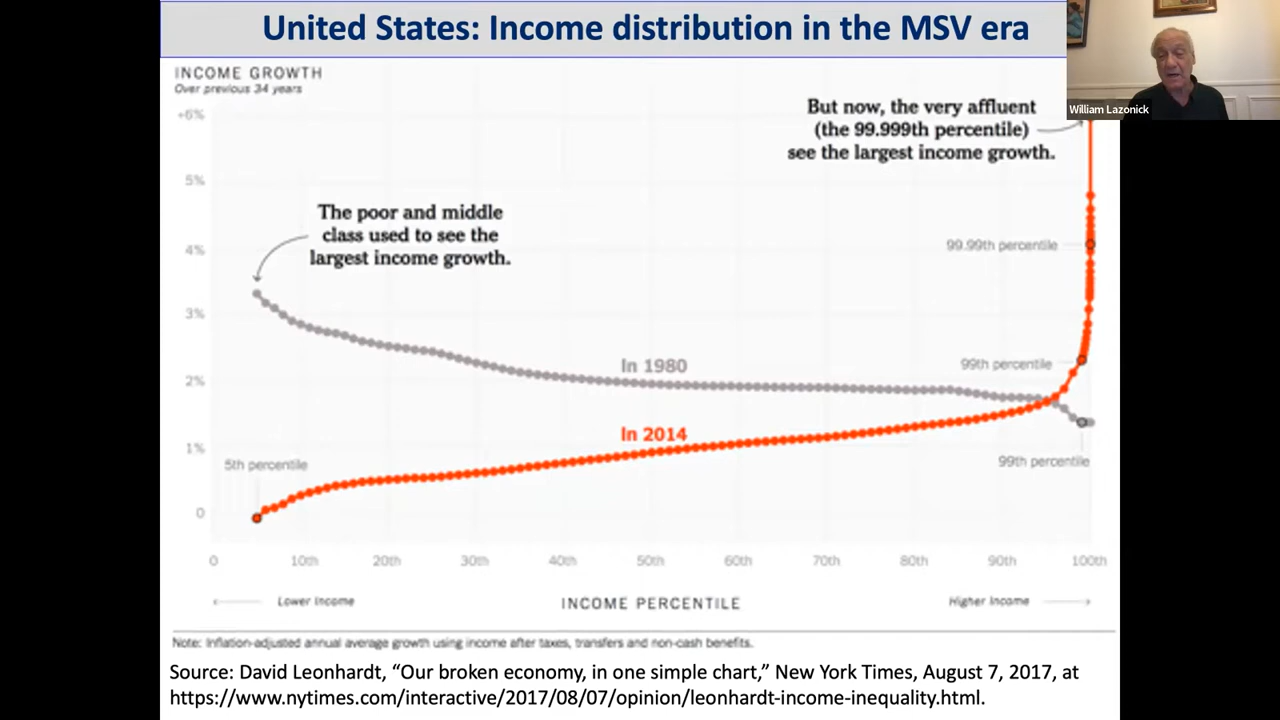 United States: Income distribution in the MSV era
William Lazonick
INCOME GROWTH
Over previous 34 years
+6%
5%
4%
3%
2%
1%
0
But now, the very affluent
(the 99.999th percentile)
see the largest income growth.
The poor and middle
class used to see the
largest income growth.
99.99th percentile
In 1980
99th percentile
In 2014
5th percentile
99th percentile
0 10th 20th 30th 40th 50th 60th 70th 80th 90th 100th
Lower Income INCOME PERCENTILE Higher Income
Note: Inflation-adjusted annual average growth using income after taxes, transfers and non-cash benefits.
Source: David Leonhardt, “Our broken economy, in one simple chart,” New York Times, August 7, 2017, at
https://www.nytimes.com/interactive/2017/08/07/opinion/leonhardt-income-inequality.html.